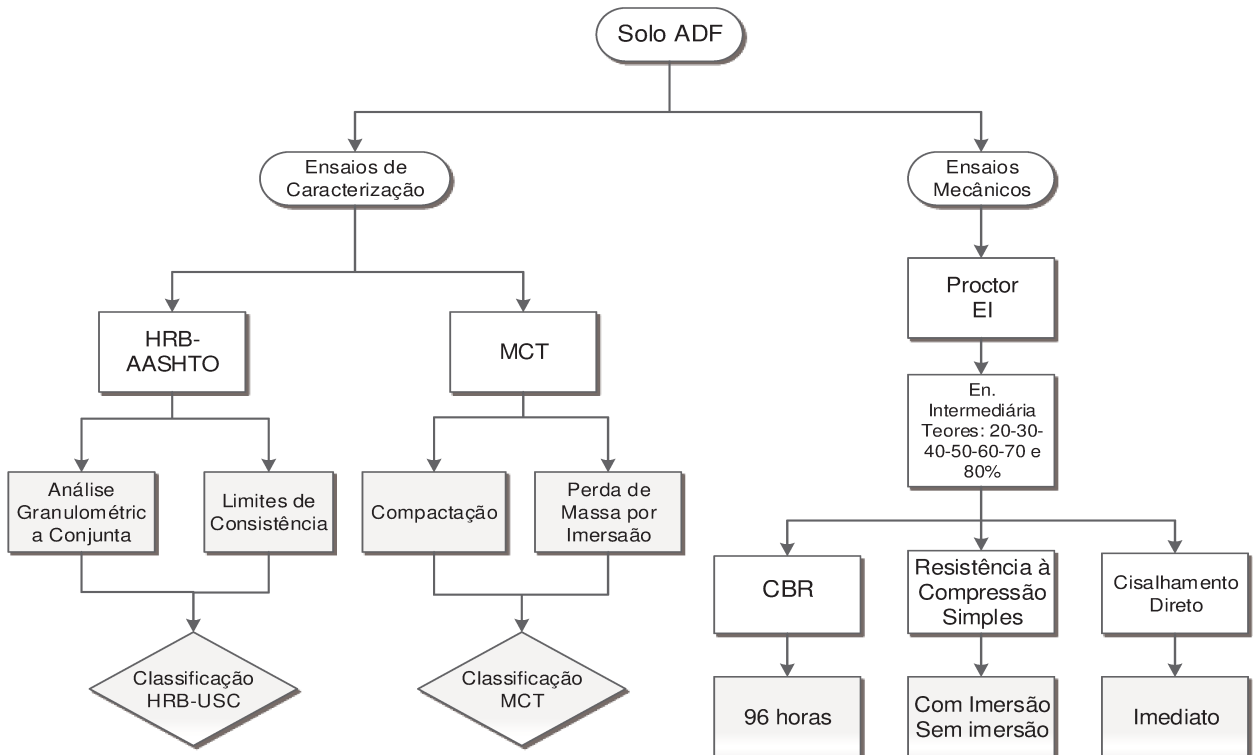 Solo ADF
Ensaios de
Caracterização
Ensaios
Mecânicos
HRB-
AASHTO
MCT
Proctor
EI
En.
Intermediária
Teores: 20-30-
40-50-60-70 e
80%
Análise
Granulométric
a Conjunta
Limites de
Consistência
Compactação
Perda de
Massa por
Imersaão
CBR
Resistência à
Compressão
Simples
Cisalhamento
Direto
Classificação
HRB-USC
Classificação
MCT
96 horas
Com Imersão
Sem imersão
Imediato